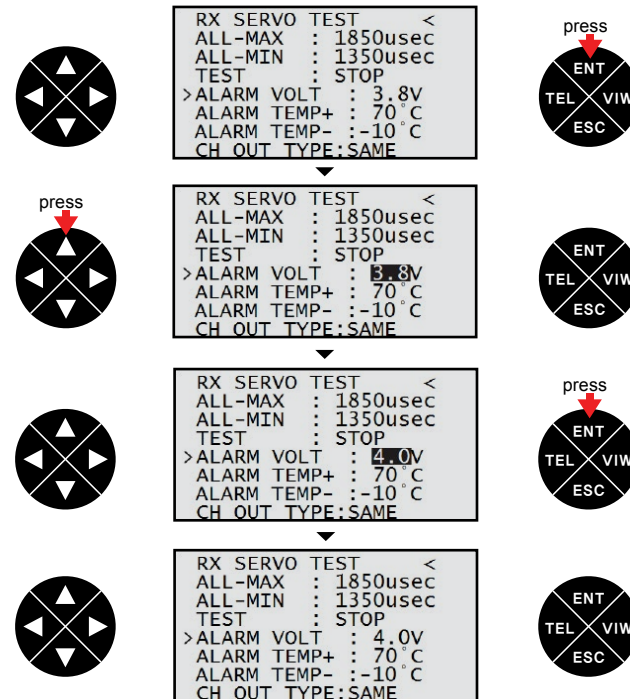 RX SERVO TEST <
ALL-MAX : 1850usec
ALL-MIN : 1350usec
TEST : STOP
>ALARM VOLT : 3.8V
ALARM TEMP+ : 70°C
ALARM TEMP- :-10°C
CH OUT TYPE:SAME
press
ENT
TEL VIW
ESC
press
RX SERVO TEST <
ALL-MAX : 1850usec
ALL-MIN : 1350usec
TEST : STOP
>ALARM VOLT : 3.8V
ALARM TEMP+ : 70°C
ALARM TEMP- :-10°C
CH OUT TYPE:SAME
ENT
TEL VIW
ESC
RX SERVO TEST <
ALL-MAX : 1850usec
ALL-MIN : 1350usec
TEST : STOP
>ALARM VOLT : 4.0V
ALARM TEMP+ : 70°C
ALARM TEMP- :-10°C
CH OUT TYPE:SAME
press
ENT
TEL VIW
ESC
RX SERVO TEST <
ALL-MAX : 1850usec
ALL-MIN : 1350usec
TEST : STOP
>ALARM VOLT : 4.0V
ALARM TEMP+ : 70°C
ALARM TEMP- :-10°C
CH OUT TYPE:SAME
ENT
TEL VIW
ESC